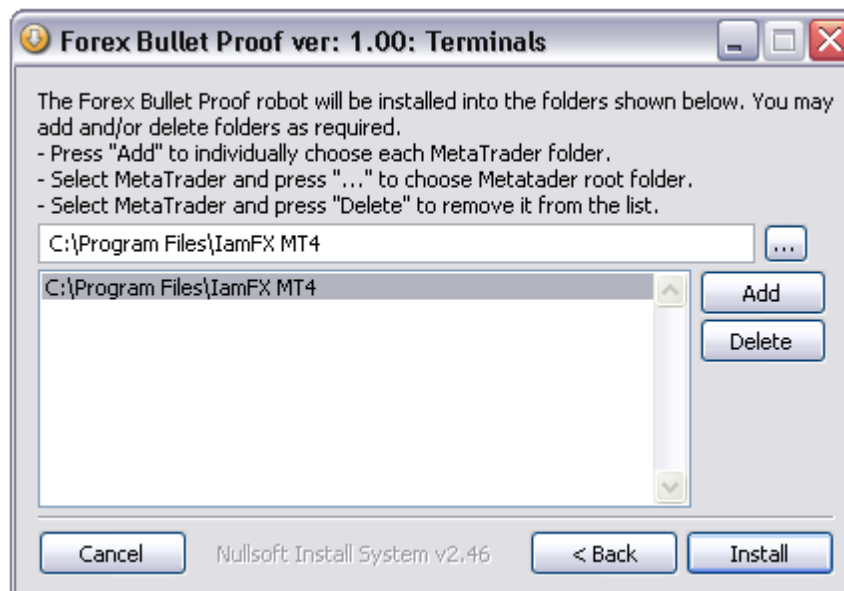 Forex Bullet Proof ver: 1.00: Terminals
The Forex Bullet Proof robot will be installed into the folders shown below. You may
add and/or delete folders as required.
- Press "Add" to individually choose each MetaTrader folder.
- Select MetaTrader and press "..." to choose Metatader root folder.
- Select MetaTrader and press "Delete" to remove it from the list.
C:\Program Files\IamFX MT4
...
C:\Program Files\IamFX MT4
Add
Delete
Cancel
Nullsoft Install System v2.46
< Back
Install